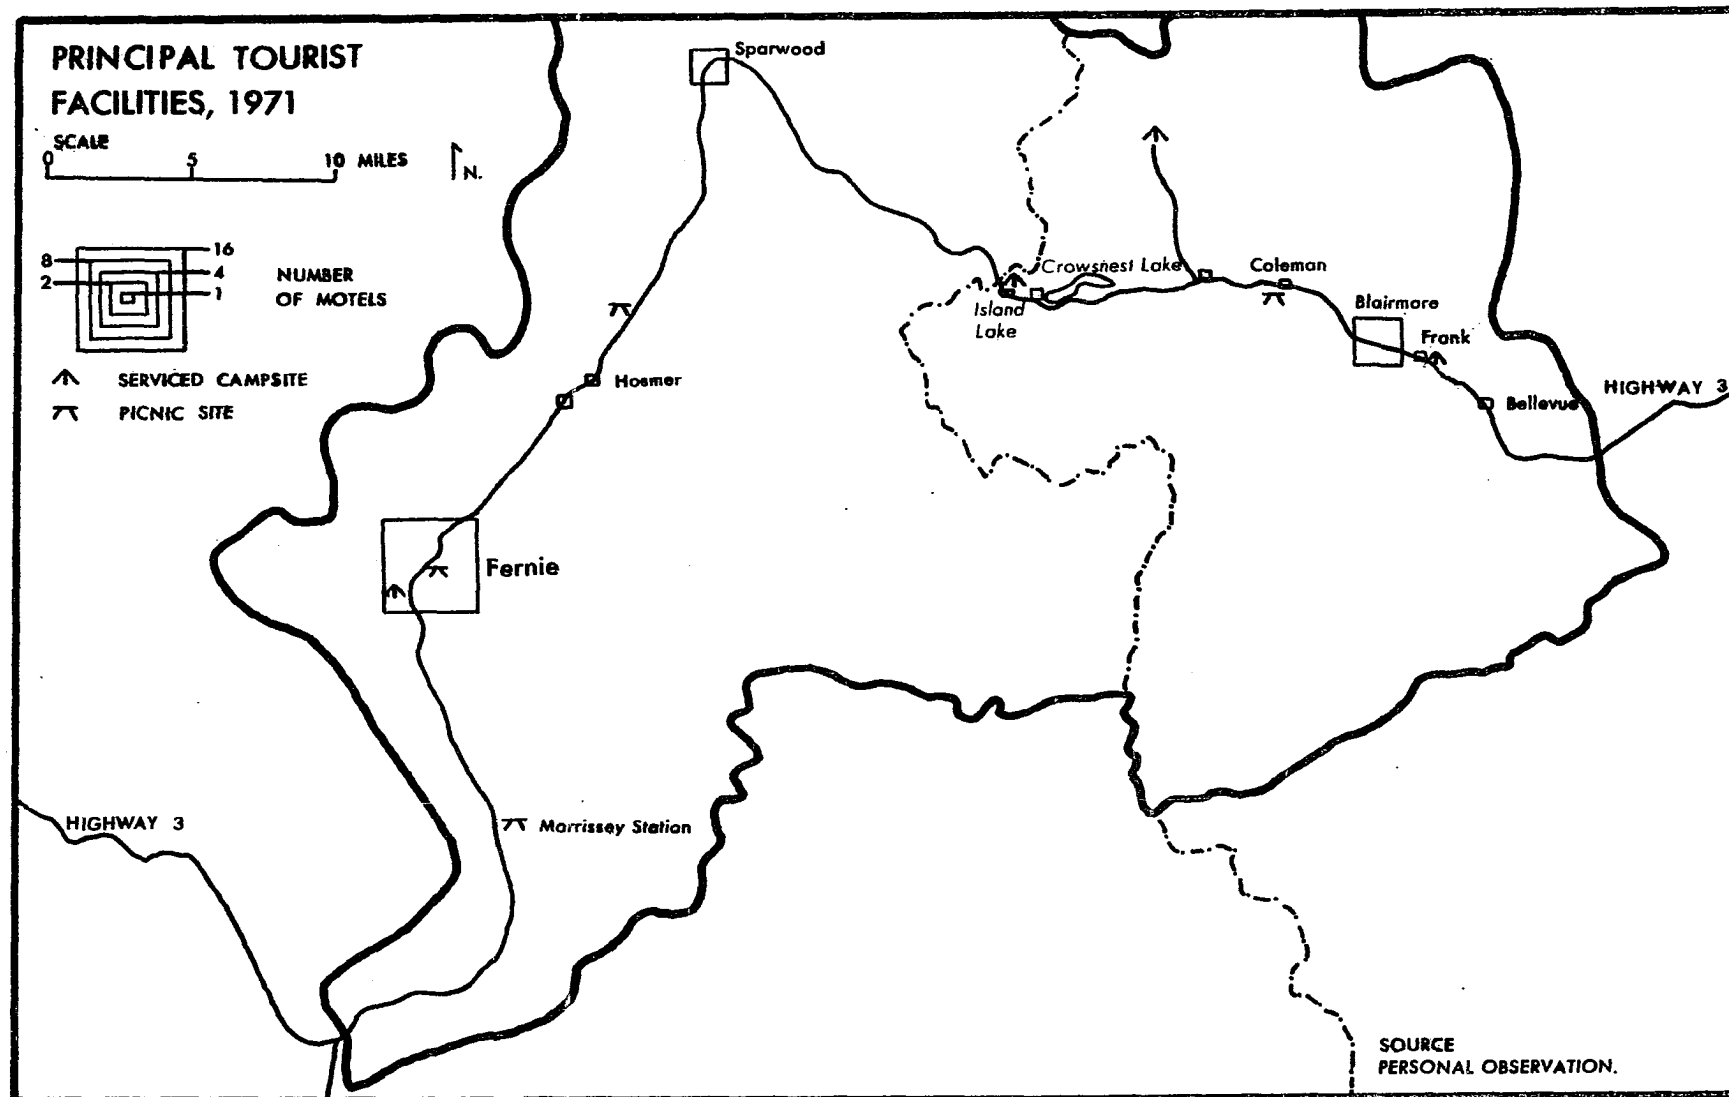 PRINCIPAL TOURIST
FACILITIES, 1971
SCALE
0 5 10 MILES
N.
16
8
4
2
1
NUMBER
OF MOTELS
SERVICED CAMPSITE
PICNIC SITE
Sparwood
Crowsnest Lake
Island
Lake
Coleman
Blairmore
Frank
HIGHWAY 3
Bellevue
Hosmer
Fernie
Morrissey Station
HIGHWAY 3
SOURCE
PERSONAL OBSERVATION.